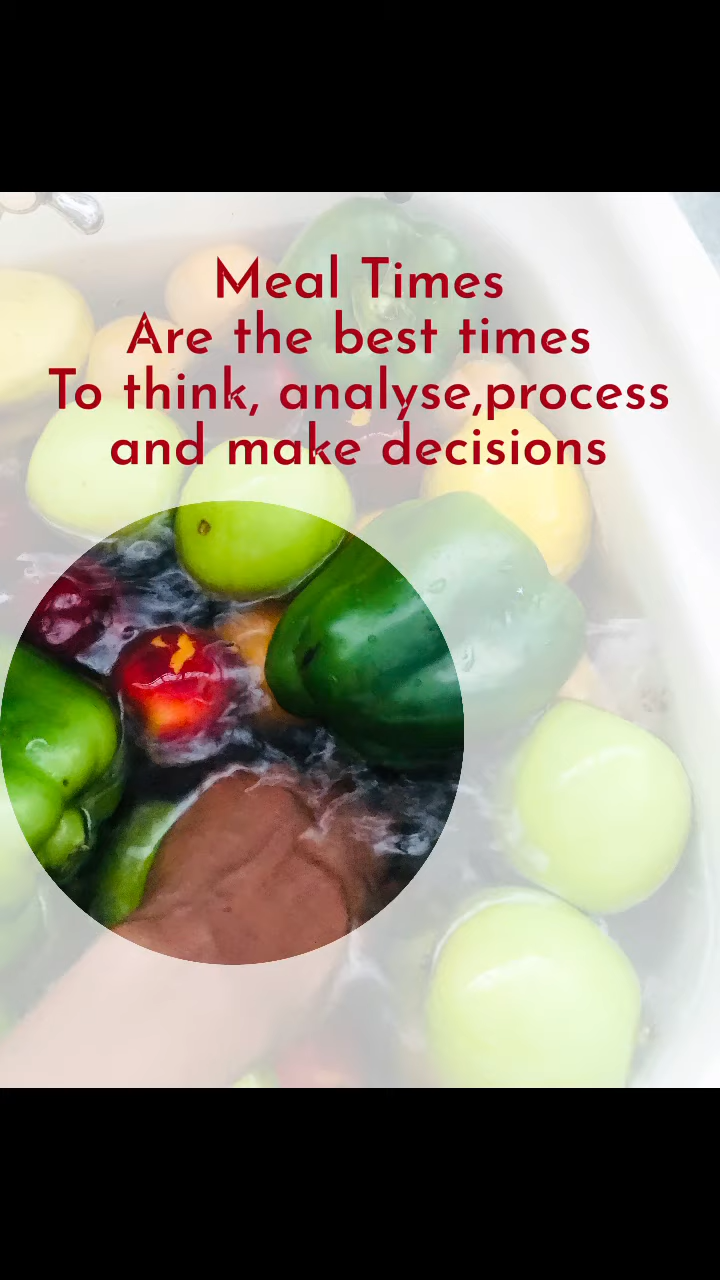 Meal Times
Are the best times
To think, analyse,process
and make decisions